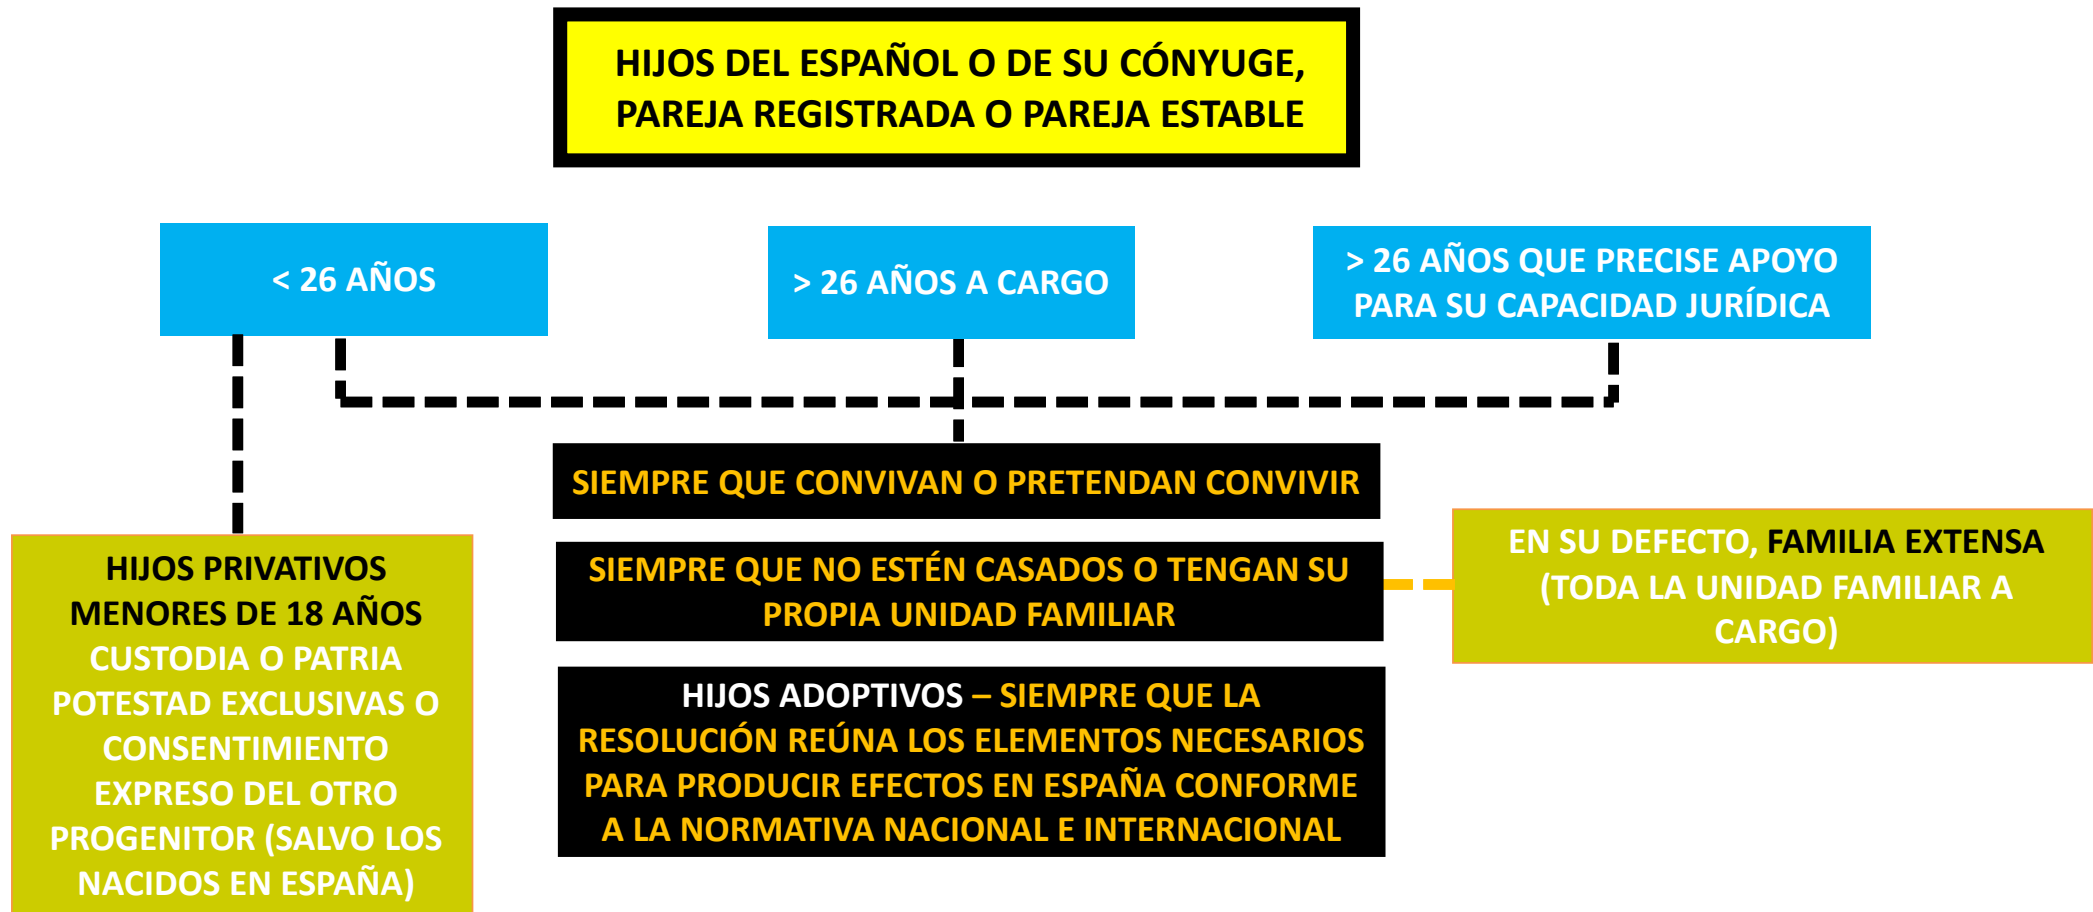 HIJOS DEL ESPAÑOL O DE SU CÓNYUGE,
PAREJA REGISTRADA O PAREJA ESTABLE
< 26 AÑOS
> 26 AÑOS A CARGO
> 26 AÑOS QUE PRECISE APOYO
PARA SU CAPACIDAD JURÍDICA
SIEMPRE QUE CONVIVAN O PRETENDAN CONVIVIR
SIEMPRE QUE NO ESTÉN CASADOS O TENGAN SU
PROPIA UNIDAD FAMILIAR
EN SU DEFECTO, FAMILIA EXTENSA
(TODA LA UNIDAD FAMILIAR A
CARGO)
HIJOS PRIVATIVOS
MENORES DE 18 AÑOS
CUSTODIA O PATRIA
POTESTAD EXCLUSIVAS O
CONSENTIMIENTO
EXPRESO DEL OTRO
PROGENITOR (SALVO LOS
NACIDOS EN ESPAÑA)
HIJOS ADOPTIVOS – SIEMPRE QUE LA
RESOLUCIÓN REÚNA LOS ELEMENTOS NECESARIOS
PARA PRODUCIR EFECTOS EN ESPAÑA CONFORME
A LA NORMATIVA NACIONAL E INTERNACIONAL